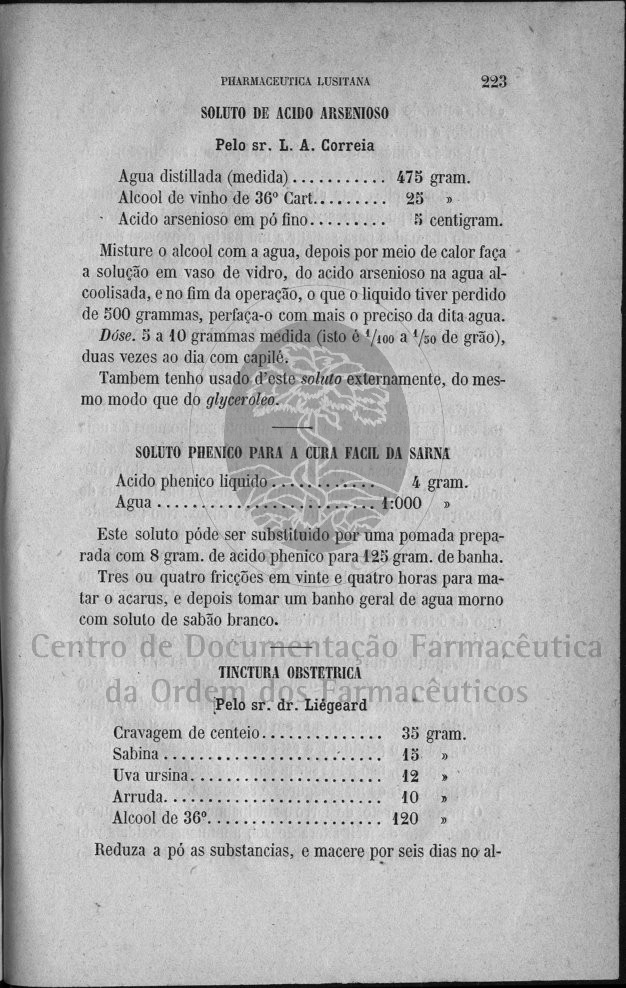 PHARMACEUTICA LUSITANA 223
SOLUTO DE ACIDO ARSENIOSO
Pelo sr. L. A. Correia
Agua distillada (medida) ........... 475 gram.
Alcool de vinho de 36º Cart......... 25 »
Acido arsenioso em pó fino......... 5 centigram.
Misture o alcool com a agua, depois por meio de calor faça
a solução em vaso de vidro, do acido arsenioso na agua al-
coolisada, e no fim da operação, o que o liquido tiver perdido
de 500 grammas, perfaça-o com mais o preciso da dita agua.
Dóse. 5 a 10 grammas medida (isto é 1/100 a 1/50 de grão),
duas vezes ao dia com capilé.
Tambem tenho usado d'este soluto externamente, do mes-
mo modo que do glyceróleo.
SOLUTO PHENICO PARA A CURA FACIL DA SARNA
Acido phenico liquido ............ 4 gram.
Agua ......................... 1:000 »
Este soluto póde ser substituido por uma pomada prepa-
rada com 8 gram. de acido phenico para 125 gram. de banha.
Tres ou quatro fricções em vinte e quatro horas para ma-
tar o acarus, e depois tomar um banho geral de agua morno
com soluto de sabão branco.
Centro de Documentação Farmacêutica
TINCTURA OBSTETRICA
da Ordem dos Farmacêuticos
Pelo sr. dr. Liégeard
Cravagem de centeio.............. 35 gram.
Sabina ......................... 15 »
Uva ursina...................... 12 »
Arruda......................... 10 »
Alcool de 36º.................... 120 »
Reduza a pó as substancias, e macere por seis dias no al-